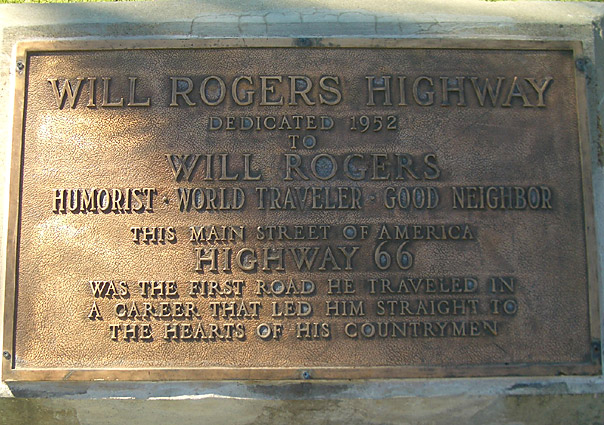 WILL ROGERS HIGHWAY
DEDICATED 1952
TO
WILL ROGERS
HUMORIST · WORLD TRAVELER · GOOD NEIGHBOR
THIS MAIN STREET OF AMERICA
HIGHWAY 66
WAS THE FIRST ROAD HE TRAVELED IN
A CAREER THAT LED HIM STRAIGHT TO
THE HEARTS OF HIS COUNTRYMEN